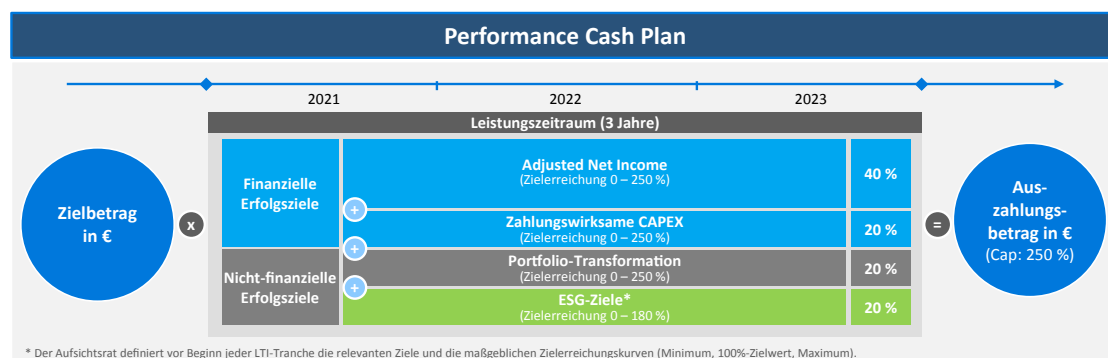 Performance Cash Plan
2021
2022
2023
Leistungszeitraum (3 Jahre)
Zielbetrag
in €
x
Finanzielle
Erfolgsziele
Adjusted Net Income
(Zielerreichung 0 – 250 %)
40 %
+
Zahlungswirksame CAPEX
(Zielerreichung 0 – 250 %)
20 %
+
Nicht-finanzielle
Erfolgsziele
Portfolio-Transformation
(Zielerreichung 0 – 250 %)
20 %
+
ESG-Ziele*
(Zielerreichung 0 – 180 %)
20 %
=
Aus-
zahlungs-
betrag in €
(Cap: 250 %)
* Der Aufsichtsrat definiert vor Beginn jeder LTI-Tranche die relevanten Ziele und die maßgeblichen Zielerreichungskurven (Minimum, 100%-Zielwert, Maximum).